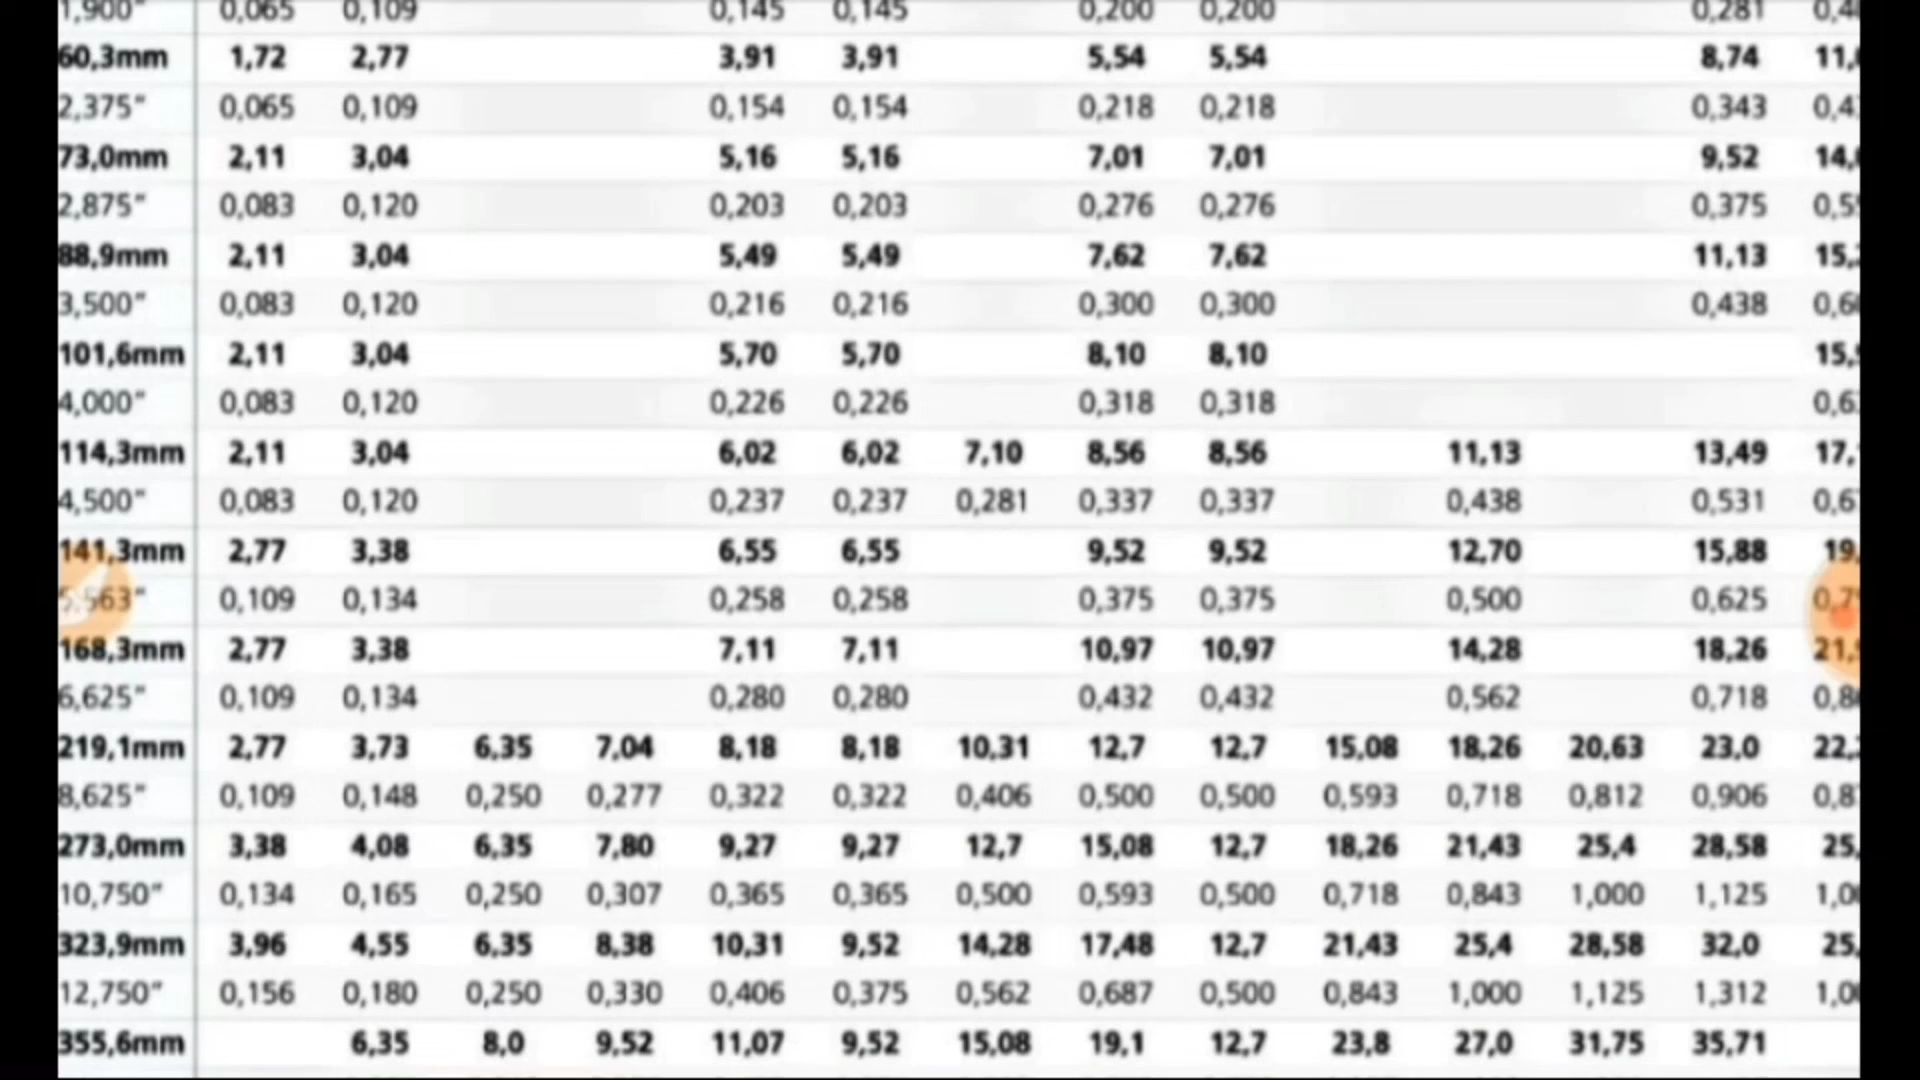 1,900" 0,065 0,109 0,145 0,145 0,200 0,200 0,281
60,3mm 1,72 2,77 3,91 3,91 5,54 5,54 8,74
2,375" 0,065 0,109 0,154 0,154 0,218 0,218 0,343
73,0mm 2,11 3,04 5,16 5,16 7,01 7,01 9,52
2,875" 0,083 0,120 0,203 0,203 0,276 0,276 0,375
88,9mm 2,11 3,04 5,49 5,49 7,62 7,62 11,13
3,500" 0,083 0,120 0,216 0,216 0,300 0,300 0,438
101,6mm 2,11 3,04 5,70 5,70 8,10 8,10
4,000" 0,083 0,120 0,226 0,226 0,318 0,318
114,3mm 2,11 3,04 6,02 6,02 7,10 8,56 8,56 11,13 13,49
4,500" 0,083 0,120 0,237 0,237 0,281 0,337 0,337 0,438 0,531
141,3mm 2,77 3,38 6,55 6,55 9,52 9,52 12,70 15,88
5,563" 0,109 0,134 0,258 0,258 0,375 0,375 0,500 0,625
168,3mm 2,77 3,38 7,11 7,11 10,97 10,97 14,28 18,26
6,625" 0,109 0,134 0,280 0,280 0,432 0,432 0,562 0,718
219,1mm 2,77 3,73 6,35 7,04 8,18 8,18 10,31 12,7 12,7 15,08 18,26 20,63 23,0
8,625" 0,109 0,148 0,250 0,277 0,322 0,322 0,406 0,500 0,500 0,593 0,718 0,812 0,906
273,0mm 3,38 4,08 6,35 7,80 9,27 9,27 12,7 15,08 12,7 18,26 21,43 25,4 28,58
10,750" 0,134 0,165 0,250 0,307 0,365 0,365 0,500 0,593 0,500 0,718 0,843 1,000 1,125
323,9mm 3,96 4,55 6,35 8,38 10,31 9,52 14,28 17,48 12,7 21,43 25,4 28,58 32,0
12,750" 0,156 0,180 0,250 0,330 0,406 0,375 0,562 0,687 0,500 0,843 1,000 1,125 1,312
355,6mm 6,35 8,0 9,52 11,07 9,52 15,08 19,1 12,7 23,8 27,0 31,75 35,71